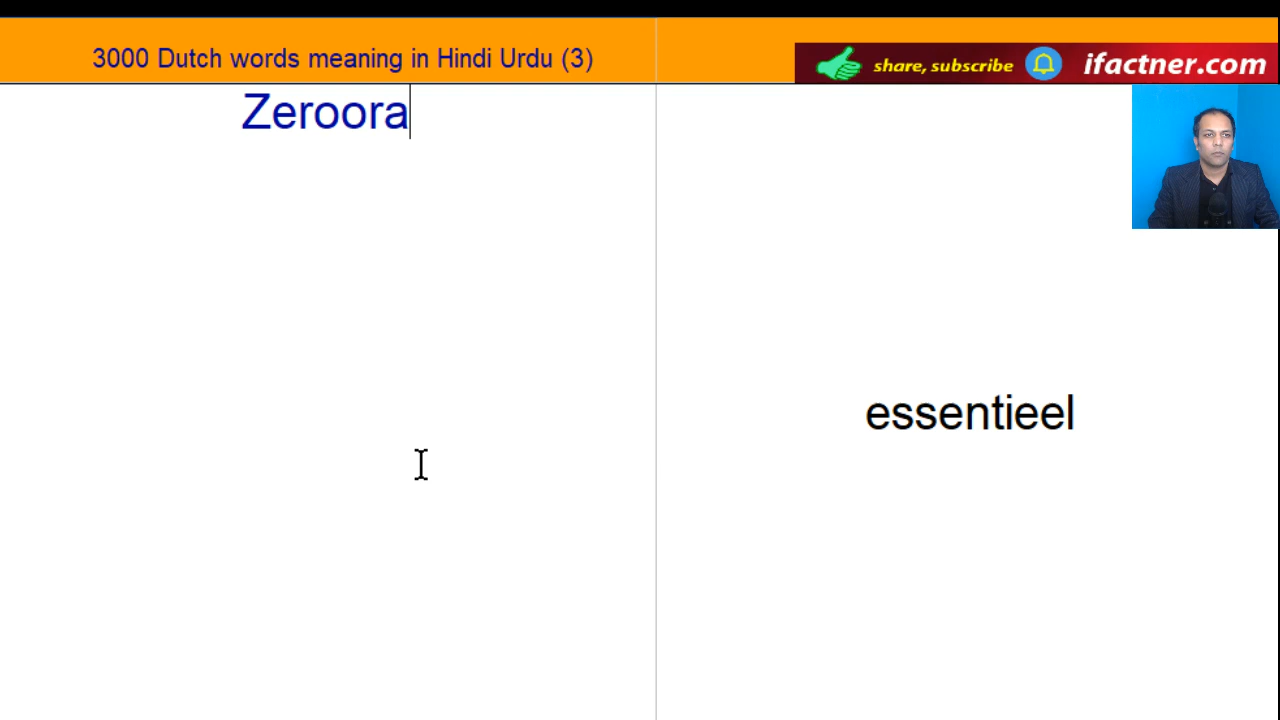 3000 Dutch words meaning in Hindi Urdu (3)
share, subscribe
ifactner.com
Zeroora
essentieel